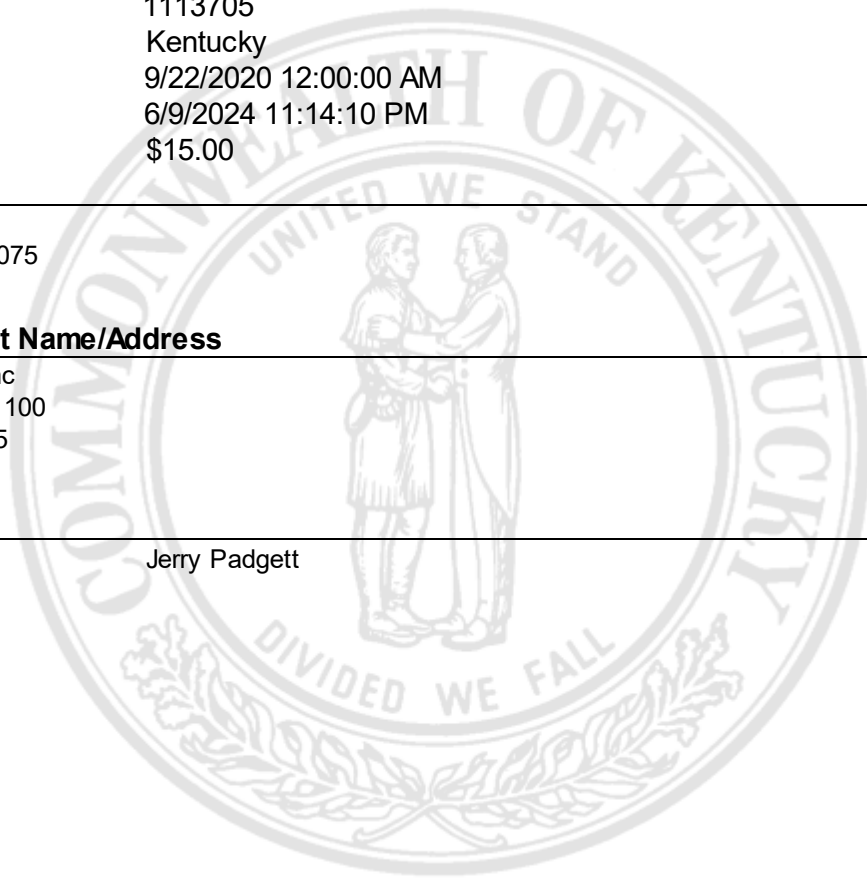 1113705
Kentucky
9/22/2020 12:00:00 AM
6/9/2024 11:14:10 PM
$15.00
075
t Name/Address
c
100
5
Jerry Padgett
COMMONWEALTH OF KENTUCKY
UNITED WE STAND
DIVIDED WE FALL